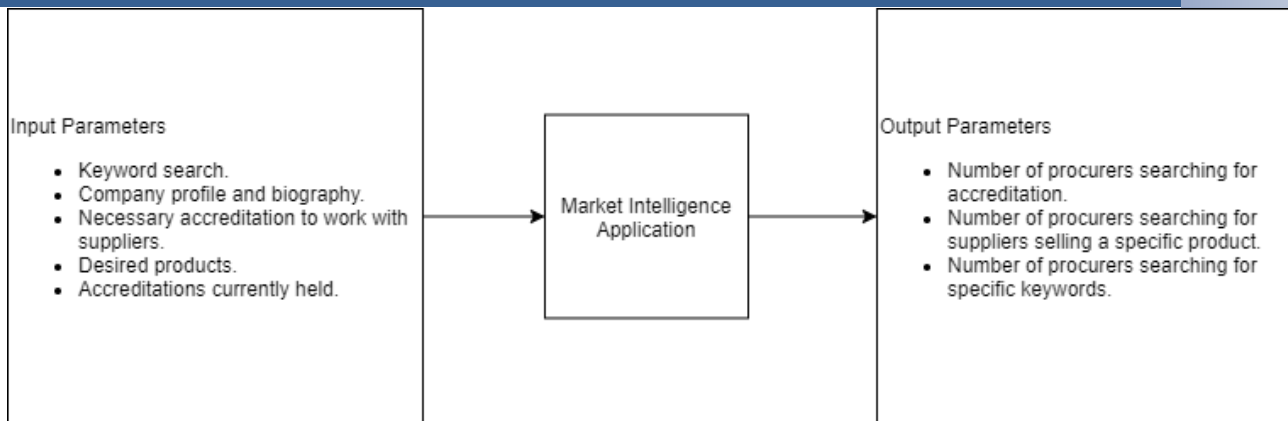 Input Parameters
• Keyword search.
• Company profile and biography.
• Necessary accreditation to work with
suppliers.
• Desired products.
• Accreditations currently held.
Market Intelligence
Application
Output Parameters
• Number of procurers searching for
accreditation.
• Number of procurers searching for
suppliers selling a specific product.
• Number of procurers searching for
specific keywords.